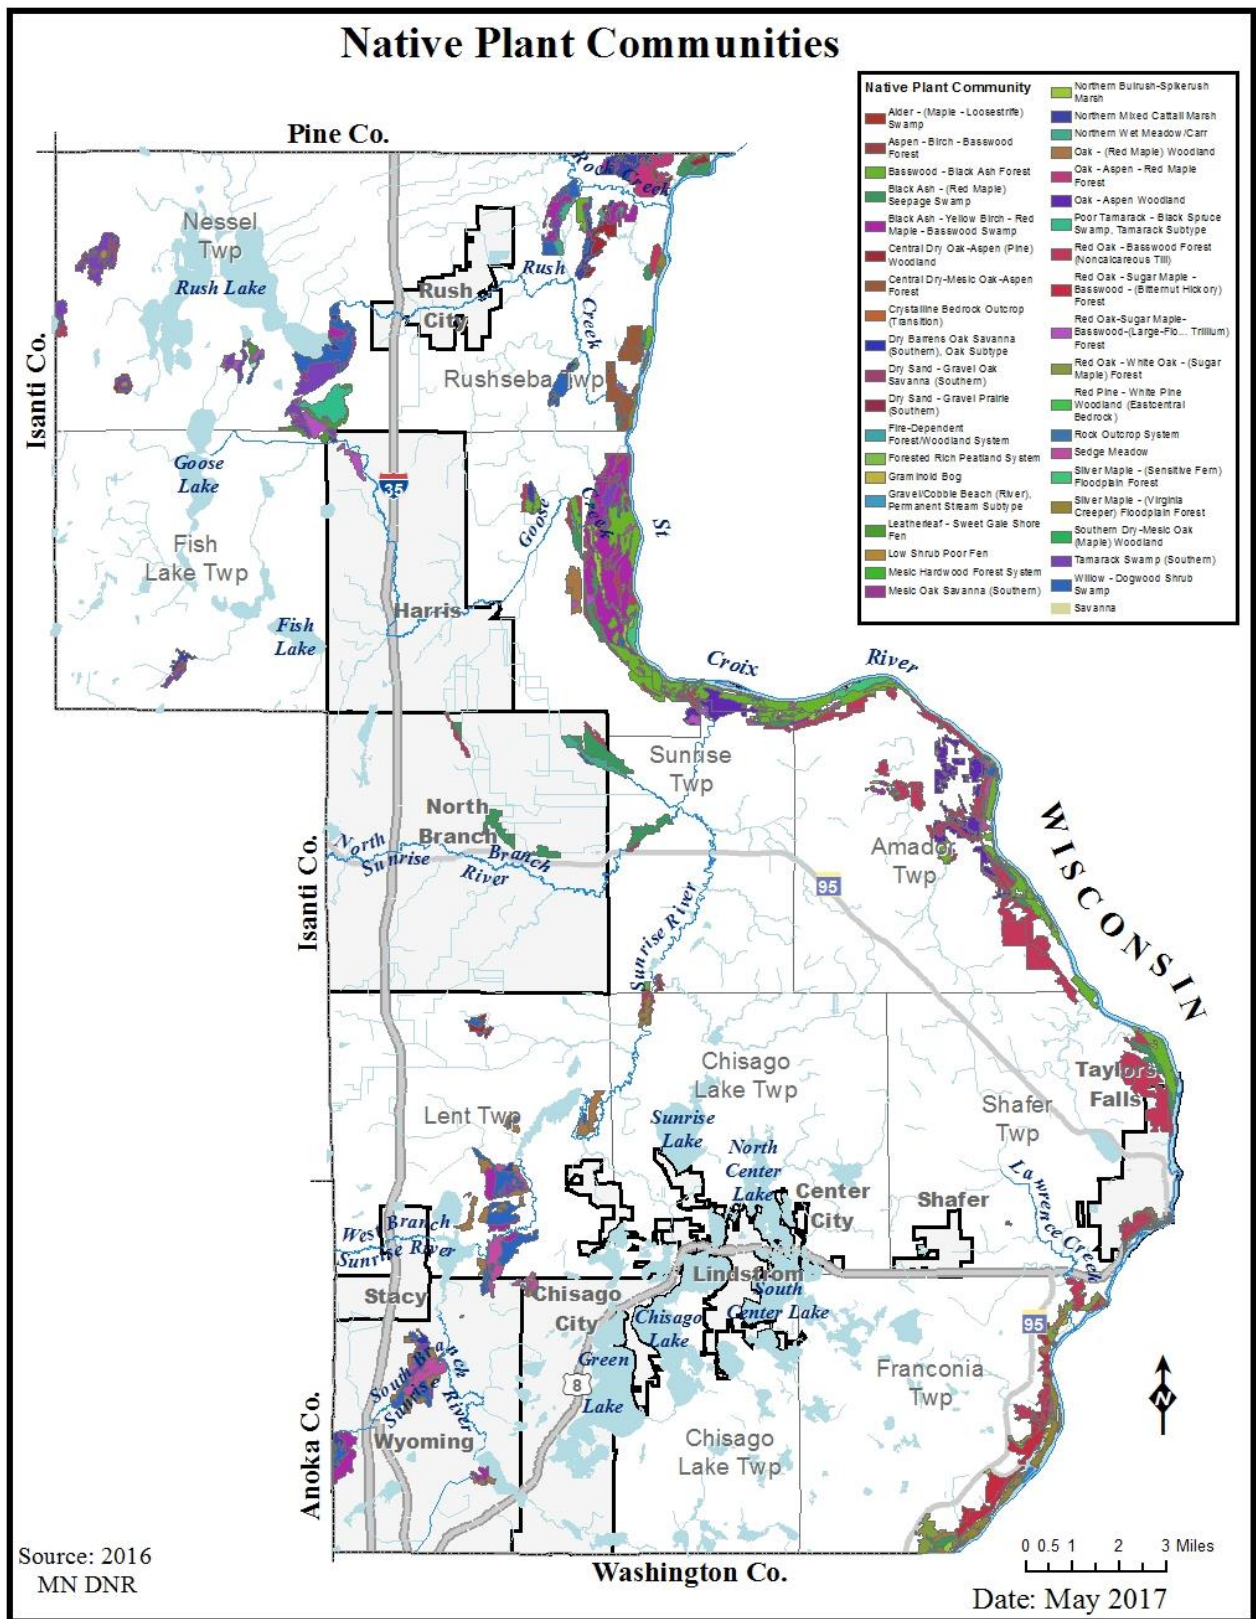 Native Plant Communities
Native Plant Community
Alder - (Maple - Loosestrife)
Swamp
Aspen - Birch - Basswood
Forest
Basswood - Black Ash Forest
Black Ash - (Red Maple)
Seepage Swamp
Black Ash - Yellow Birch - Red
Maple - Basswood Swamp
Central Dry Oak-Aspen (Pine)
Woodland
Central Dry-Mesic Oak-Aspen
Forest
Crystalline Bedrock Outcrop
(Transition)
Dry Barrens Oak Savanna
(Southern), Oak Subtype
Dry Sand - Gravel Oak
Savanna (Southern)
Dry Sand - Gravel Prairie
(Southern)
Fire-Dependent
Forest/Woodland System
Forested Rich Peatland System
Graminoid Bog
Gravel/Cobble Beach (River),
Permanent Stream Subtype
Leatherleaf - Sweet Gale Shore
Fen
Low Shrub Poor Fen
Mesic Hardwood Forest System
Mesic Oak Savanna (Southern)
Northern Bulrush-Spikerush
Marsh
Northern Mixed Cattail Marsh
Northern Wet Meadow/Carr
Oak - (Red Maple) Woodland
Oak - Aspen - Red Maple
Forest
Oak - Aspen Woodland
Poor Tamarack - Black Spruce
Swamp, Tamarack Subtype
Red Oak - Basswood Forest
(Noncalcareous Till)
Red Oak - Sugar Maple -
Basswood - (Bitternut Hickory)
Forest
Red Oak-Sugar Maple-
Basswood-(Large-Flo... Trillium)
Forest
Red Oak - White Oak - (Sugar
Maple) Forest
Red Pine - White Pine
Woodland (Eastcentral
Bedrock)
Rock Outcrop System
Sedge Meadow
Silver Maple - (Sensitive Fern)
Floodplain Forest
Silver Maple - (Virginia
Creeper) Floodplain Forest
Southern Dry-Mesic Oak
(Maple) Woodland
Tamarack Swamp (Southern)
Willow - Dogwood Shrub
Swamp
Savanna
Pine Co.
Rock Creek
Nessel
Twp
Rush Lake
Rush
City
Rush
Creek
Isanti Co.
Rushseba Twp
Goose
Lake
35
Goose
Creek
St
Fish
Lake Twp
Harris
Fish
Lake
Croix
River
Sunrise
Twp
North
Branch
Amador
Twp
WISCONSIN
Isanti Co.
North
Sunrise
Branch
River
95
Sunrise River
Chisago
Lake Twp
Taylors
Falls
Lent Twp
Shafer
Twp
Sunrise
Lake
North
Center
Lake
Center
City
Shafer
Lawrence Creek
West Branch
Sunrise River
Lindstrom
Stacy
Chisago
City
South
Center Lake
Chisago
Lake
95
South Branch
Sunrise
River
Green
Lake
Franconia
Twp
8
N
Anoka Co.
Wyoming
Chisago
Lake Twp
Source: 2016
MN DNR
0 0.5 1 2 3 Miles
Washington Co.
Date: May 2017